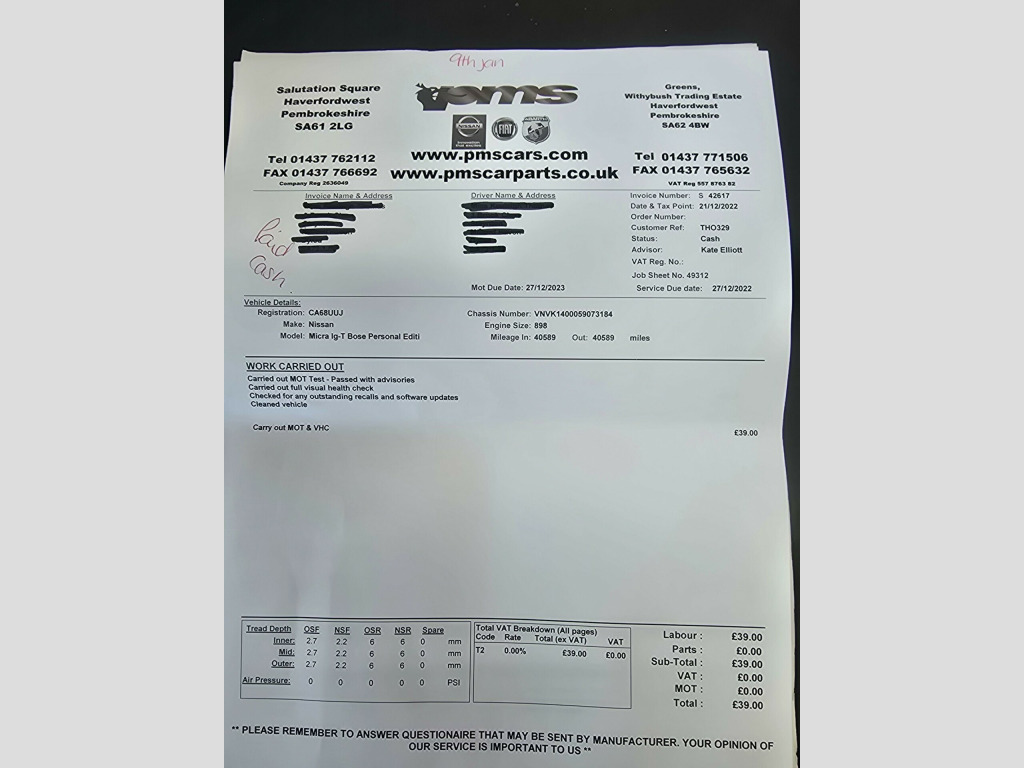 9th jan
Salutation Square
Haverfordwest
Pembrokeshire
SA61 2LG
Tel 01437 762112
FAX 01437 766692
Company Reg 2636049
pms
NISSAN
FIAT
ABARTH
www.pmscars.com
www.pmscarparts.co.uk
Greens,
Withybush Trading Estate
Haverfordwest
Pembrokeshire
SA62 4BW
Tel 01437 771506
FAX 01437 765632
VAT Reg 557 8763 82
Invoice Name & Address
Driver Name & Address
Paid
Cash
Invoice Number: S 42617
Date & Tax Point: 21/12/2022
Order Number:
Customer Ref: THO329
Status: Cash
Advisor: Kate Elliott
VAT Reg. No.:
Job Sheet No. 49312
Mot Due Date: 27/12/2023
Service Due date: 27/12/2022
Vehicle Details:
Registration: CA68UUJ
Chassis Number: VNVK1400059073184
Make: Nissan
Engine Size: 898
Model: Micra Ig-T Bose Personal Editi
Mileage In: 40589 Out: 40589 miles
WORK CARRIED OUT
Carried out MOT Test - Passed with advisories
Carried out full visual health check
Checked for any outstanding recalls and software updates
Cleaned vehicle
Carry out MOT & VHC £39.00
Tread Depth OSF NSF OSR NSR Spare
Inner: 2.7 2.2 6 6 0 mm
Mid: 2.7 2.2 6 6 0 mm
Outer: 2.7 2.2 6 6 0 mm
Air Pressure: 0 0 0 0 0 PSI
Total VAT Breakdown (All pages)
Code Rate Total (ex VAT) VAT
T2 0.00% £39.00 £0.00
Labour : £39.00
Parts : £0.00
Sub-Total : £39.00
VAT : £0.00
MOT : £0.00
Total : £39.00
** PLEASE REMEMBER TO ANSWER QUESTIONAIRE THAT MAY BE SENT BY MANUFACTURER. YOUR OPINION OF
OUR SERVICE IS IMPORTANT TO US **